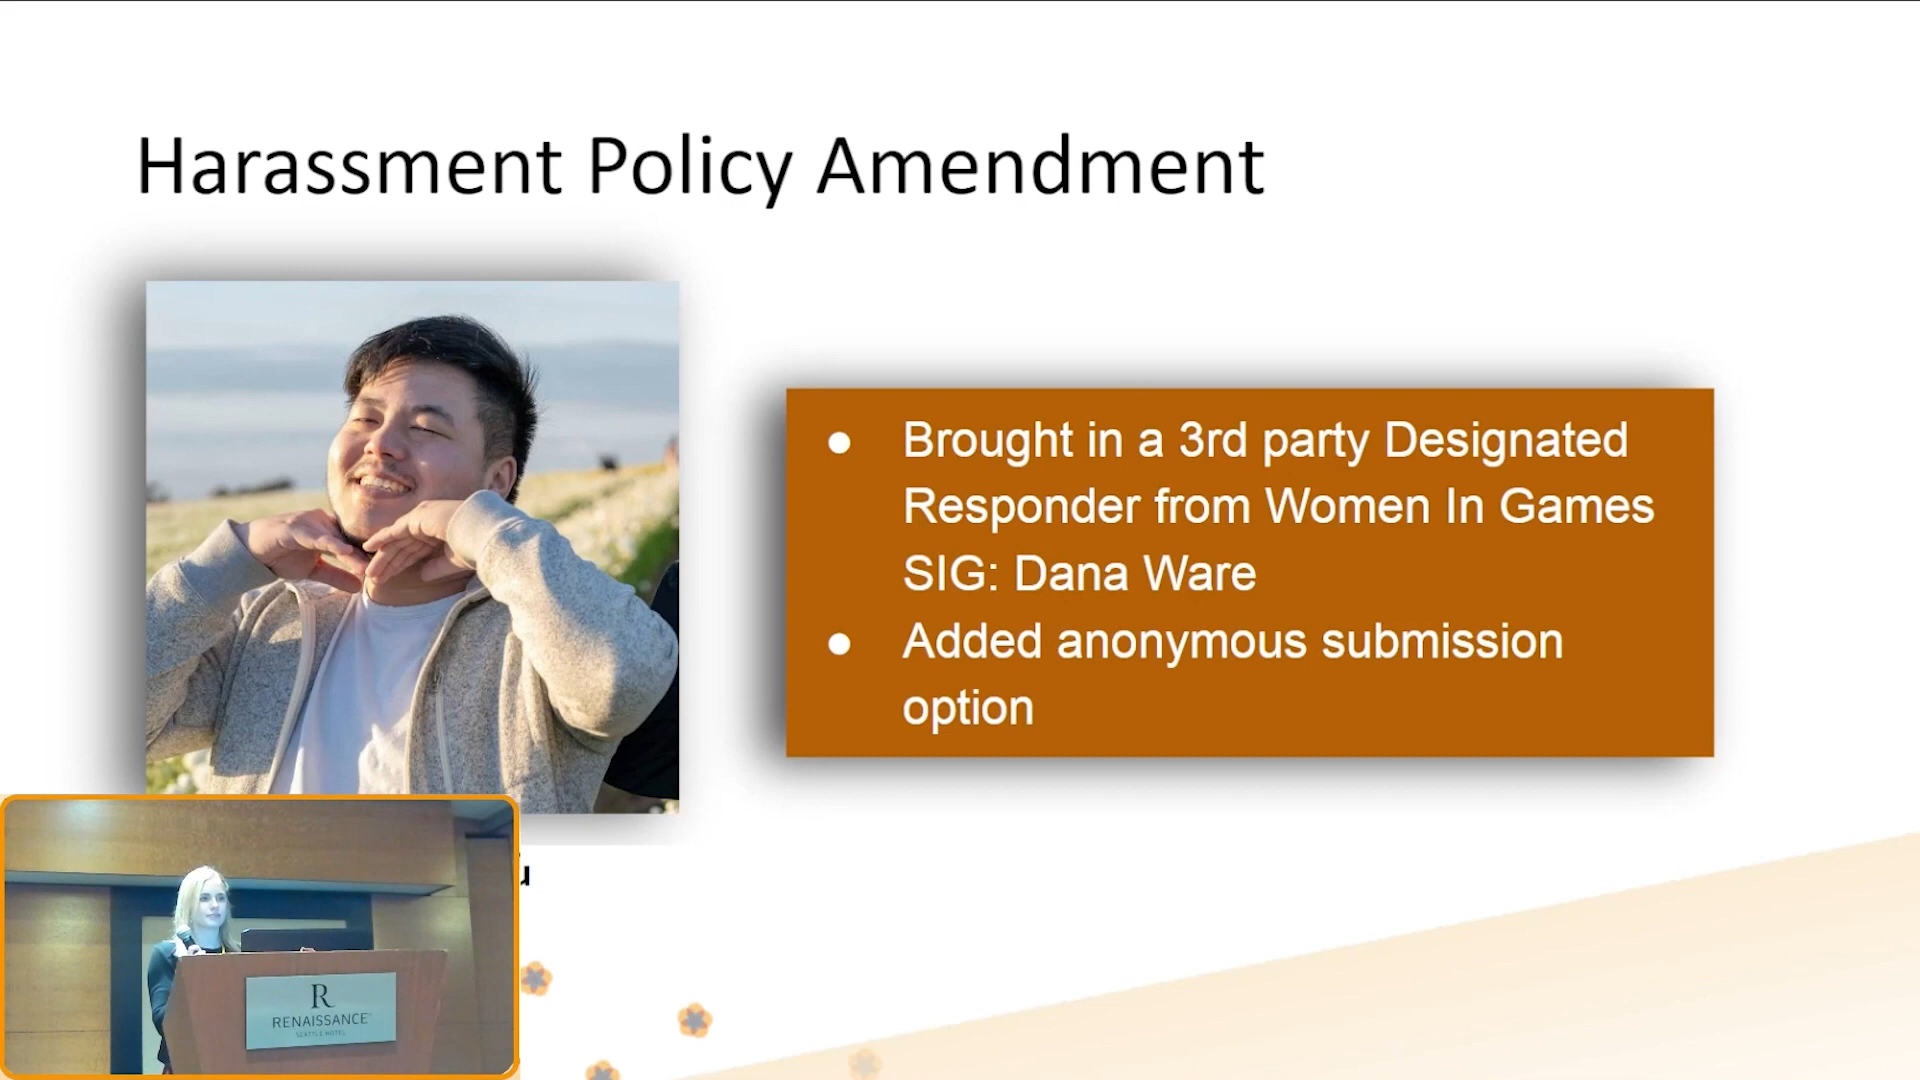 Harassment Policy Amendment
● Brought in a 3rd party Designated
Responder from Women In Games
SIG: Dana Ware
● Added anonymous submission
option
R
RENAISSANCE
SEATTLE HOTEL